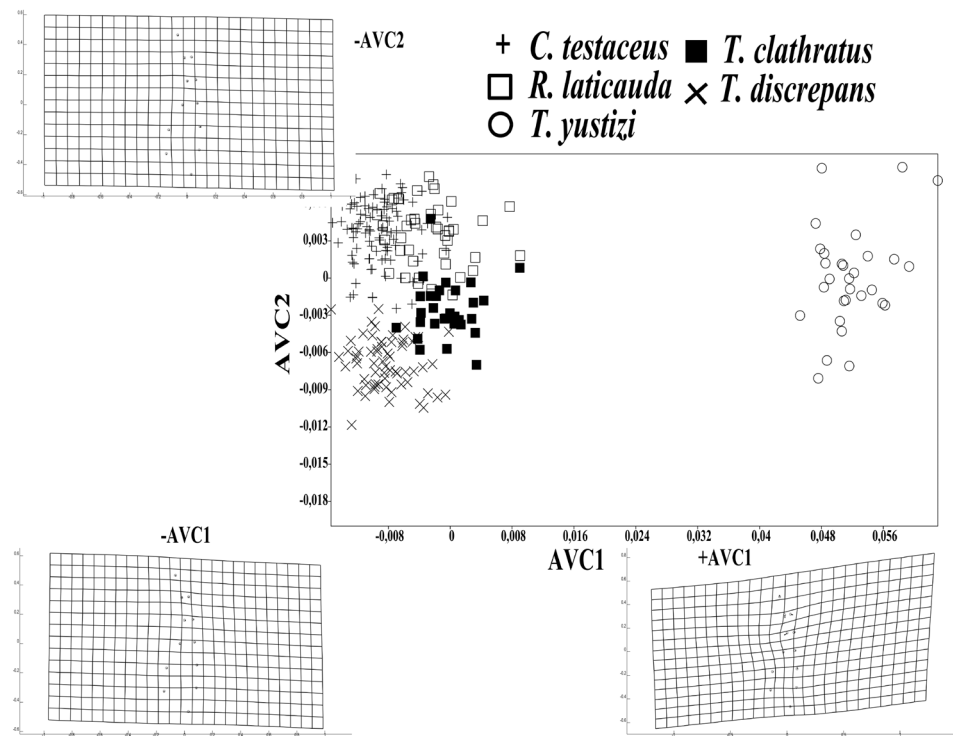 -AVC2
+ C. testaceus ■ T. clathratus
□ R. laticauda × T. discrepans
○ T. yustizi
0,003
0
-0,003
-0,006
-0,009
-0,012
-0,015
-0,018
AVC2
-0,008 0 0,008 0,016 0,024 0,032 0,04 0,048 0,056
AVC1
-AVC1
+AVC1